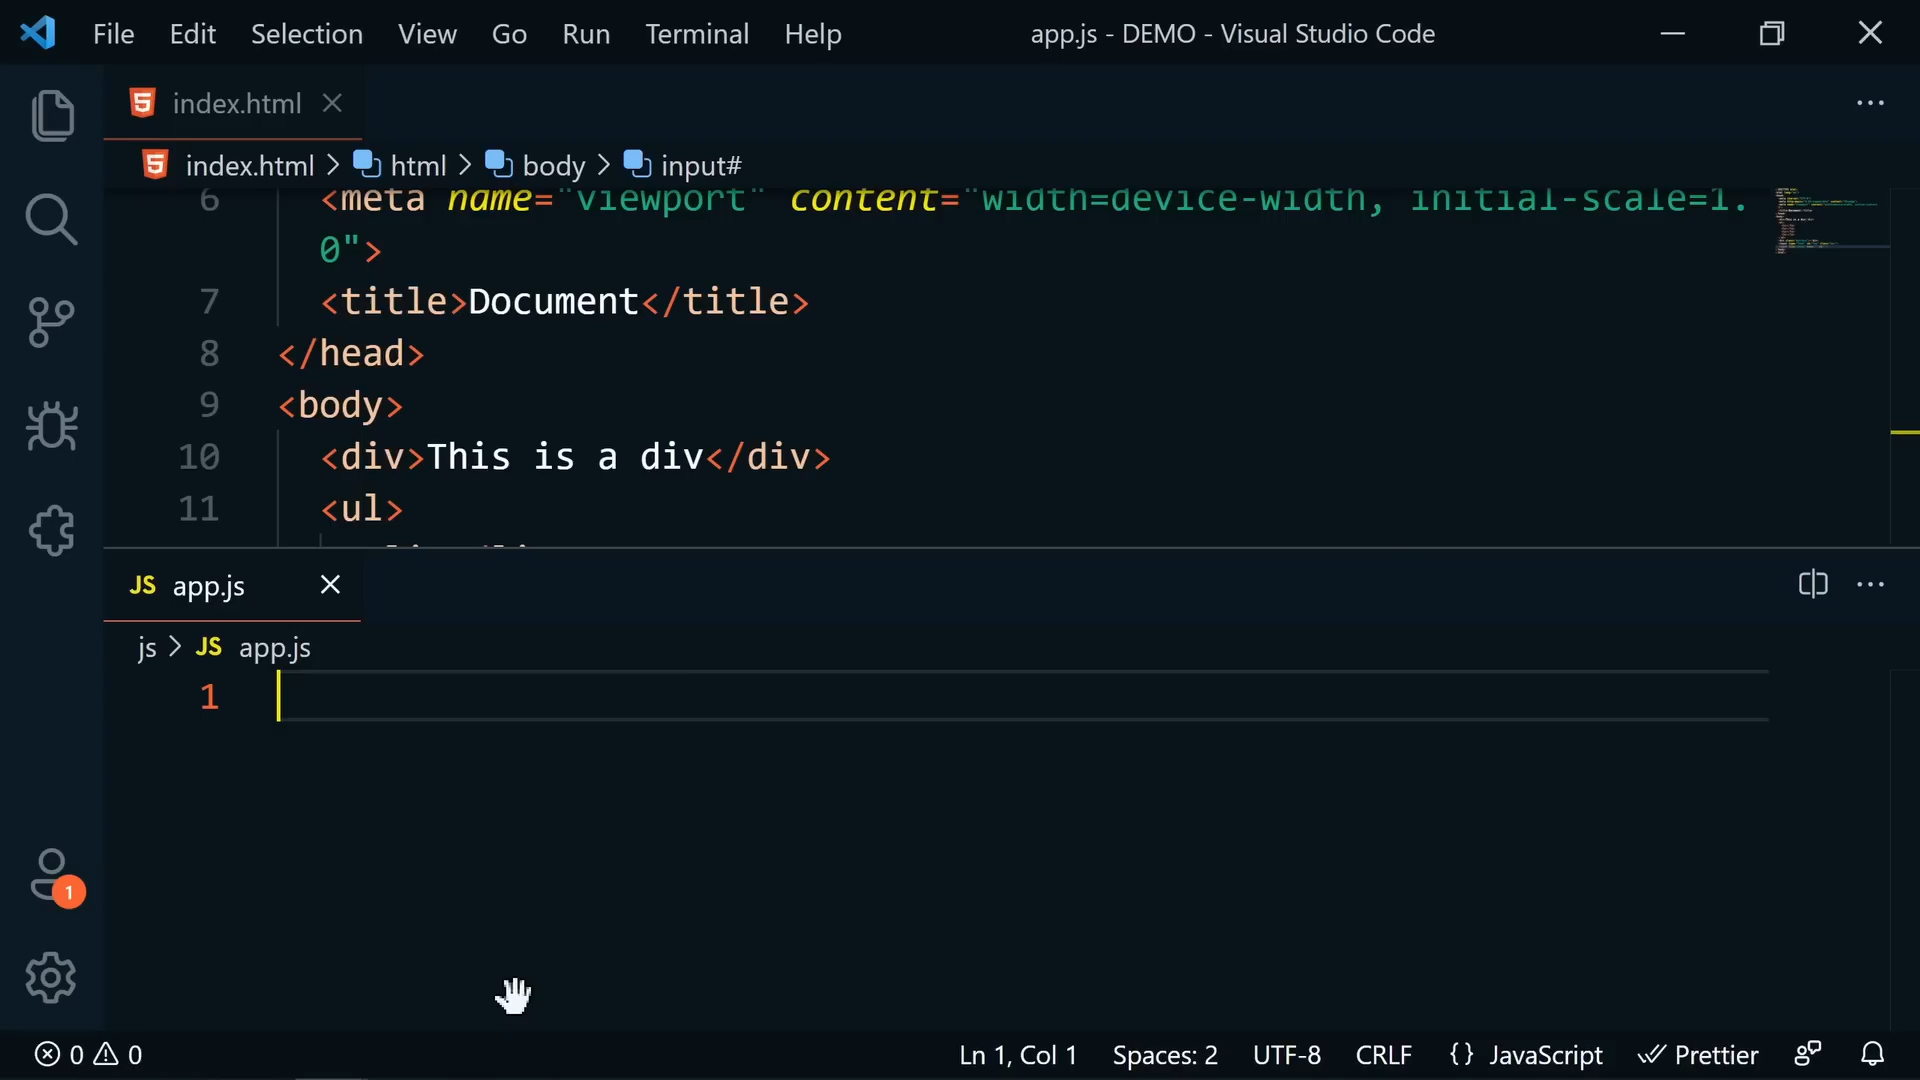 File Edit Selection View Go Run Terminal Help app.js - DEMO - Visual Studio Code
index.html
index.html > html > body > input#
6 <meta name="viewport" content="width=device-width, initial-scale=1.
0">
7 <title>Document</title>
8 </head>
9 <body>
10 <div>This is a div</div>
11 <ul>
JS app.js
js > JS app.js
1
1
0 0 Ln 1, Col 1 Spaces: 2 UTF-8 CRLF {} JavaScript Prettier